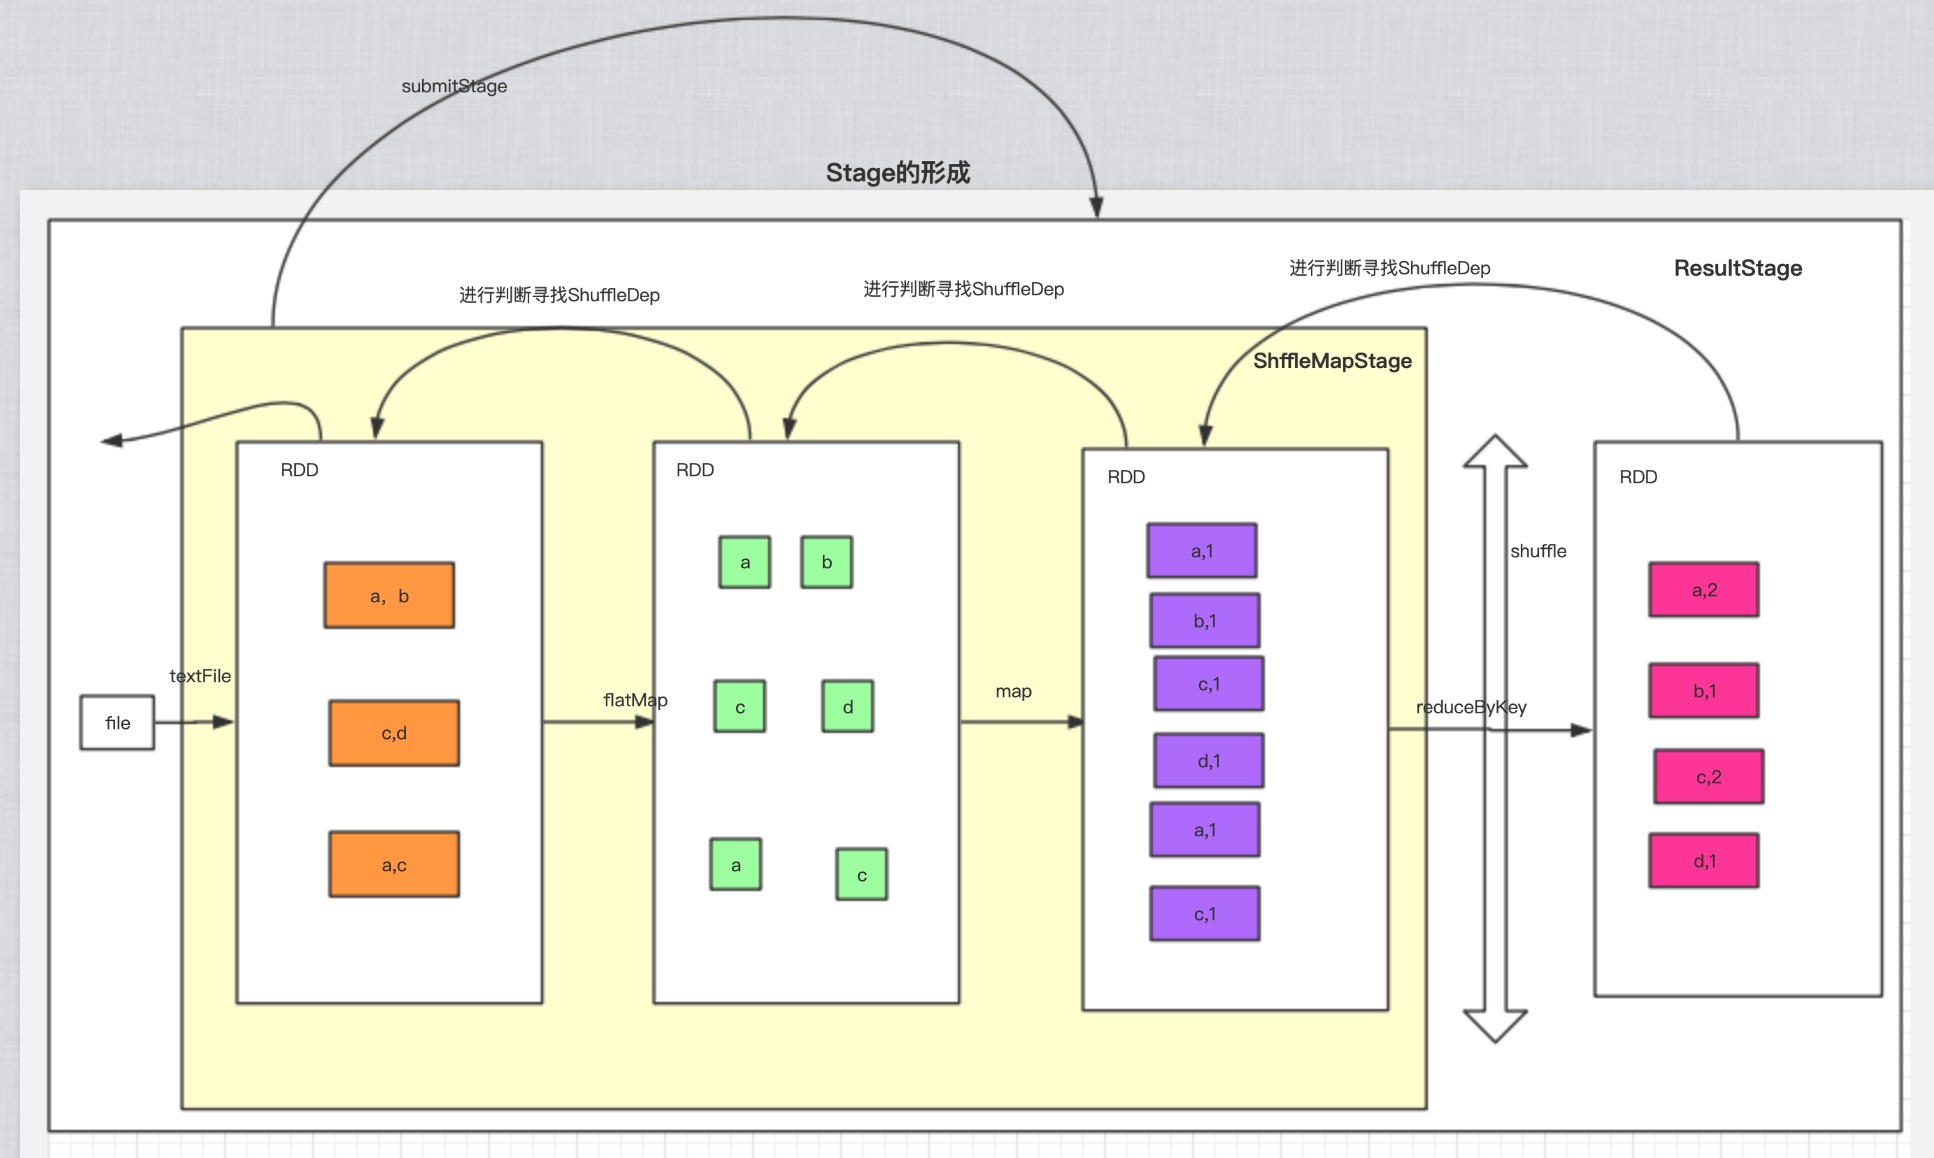 submitStage
Stage的形成
进行判断寻找ShuffleDep
ResultStage
进行判断寻找ShuffleDep
进行判断寻找ShuffleDep
ShffleMapStage
RDD
RDD
RDD
RDD
file
textFile
a，b
c,d
a,c
flatMap
a
b
c
d
a
c
map
a,1
b,1
c,1
d,1
a,1
c,1
reduceByKey
shuffle
a,2
b,1
c,2
d,1